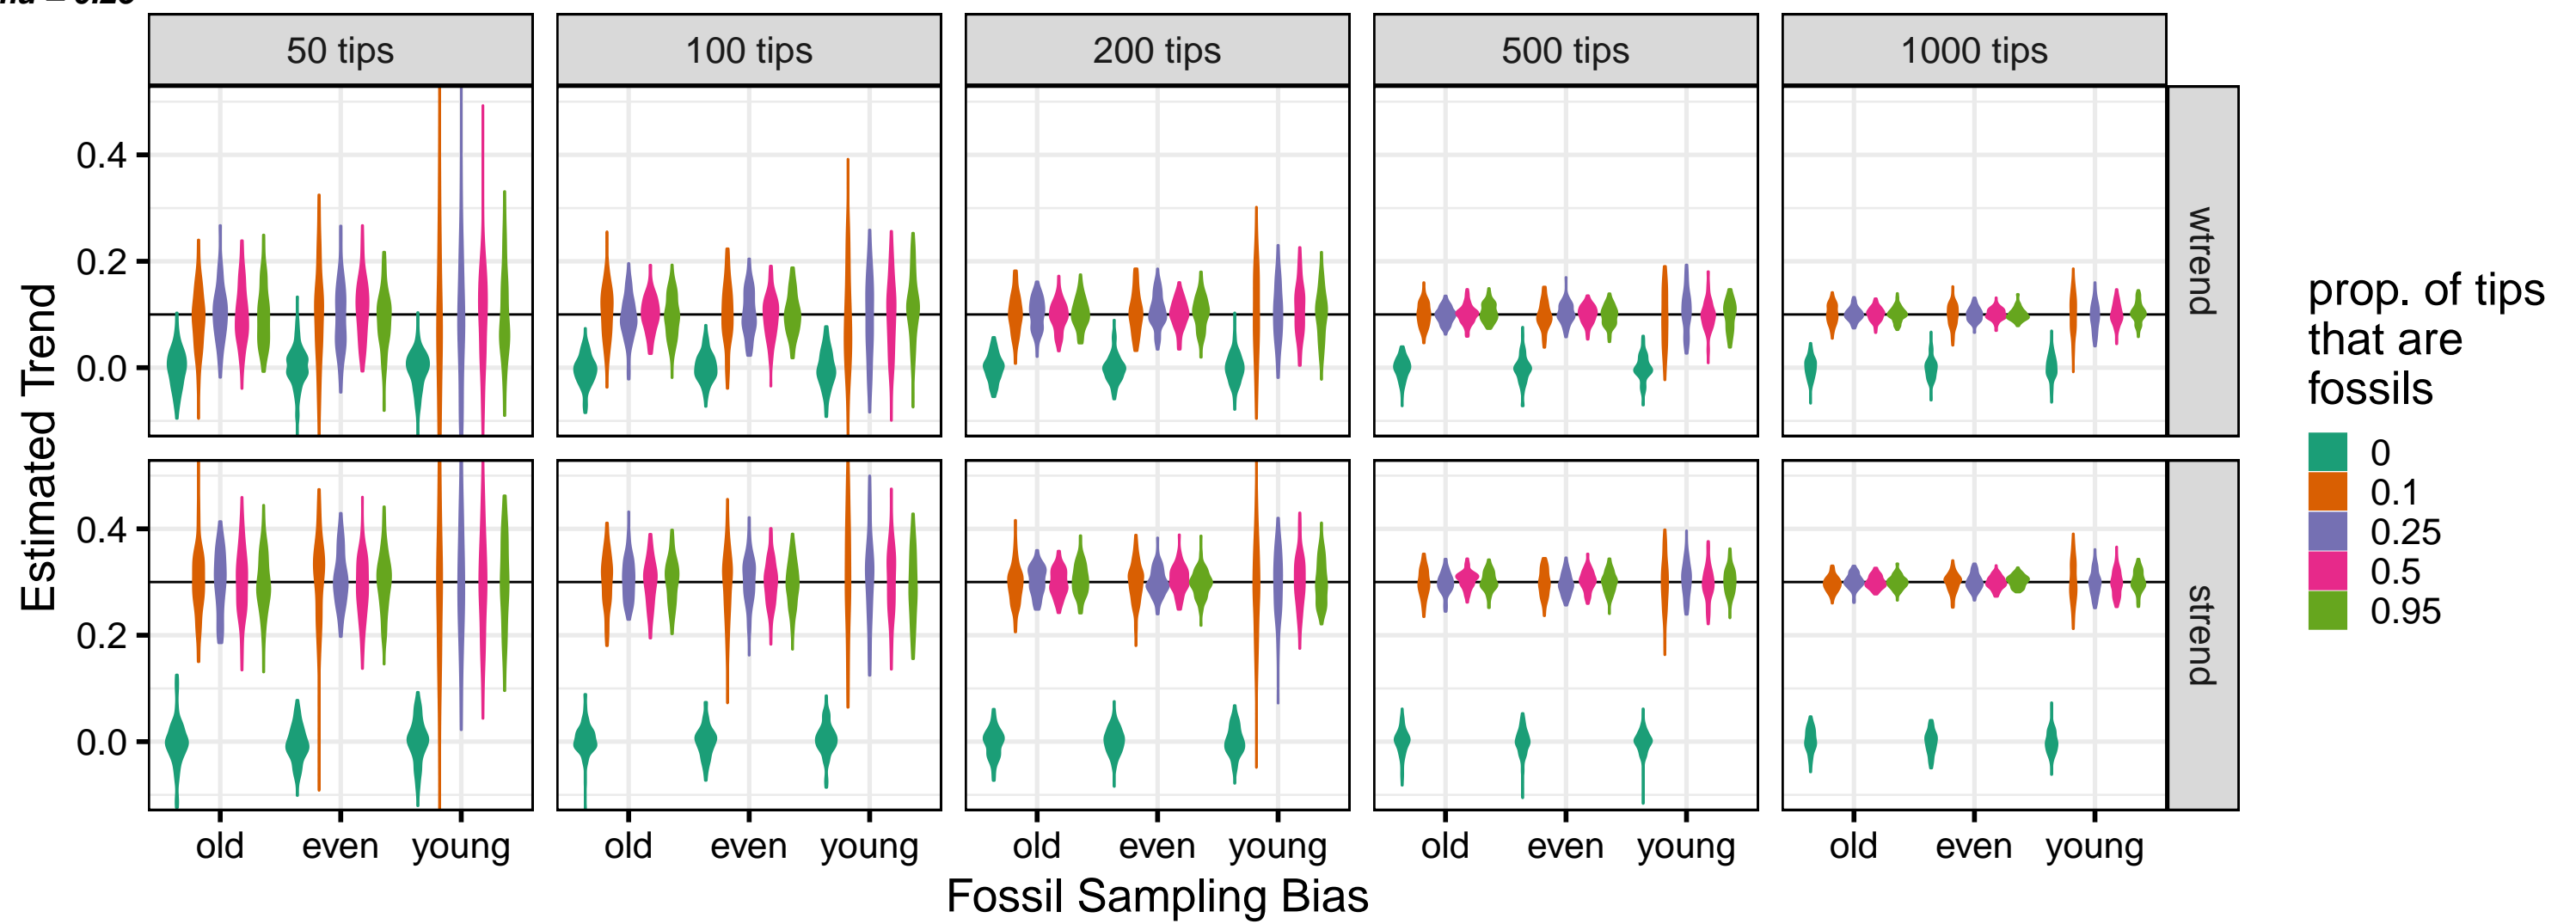 50 tips
100 tips
200 tips
500 tips
1000 tips
wtrend
strend
Estimated Trend
0.4
0.2
0.0
0.4
0.2
0.0
old even young
old even young
old even young
old even young
old even young
Fossil Sampling Bias
prop. of tips
that are
fossils
0
0.1
0.25
0.5
0.95